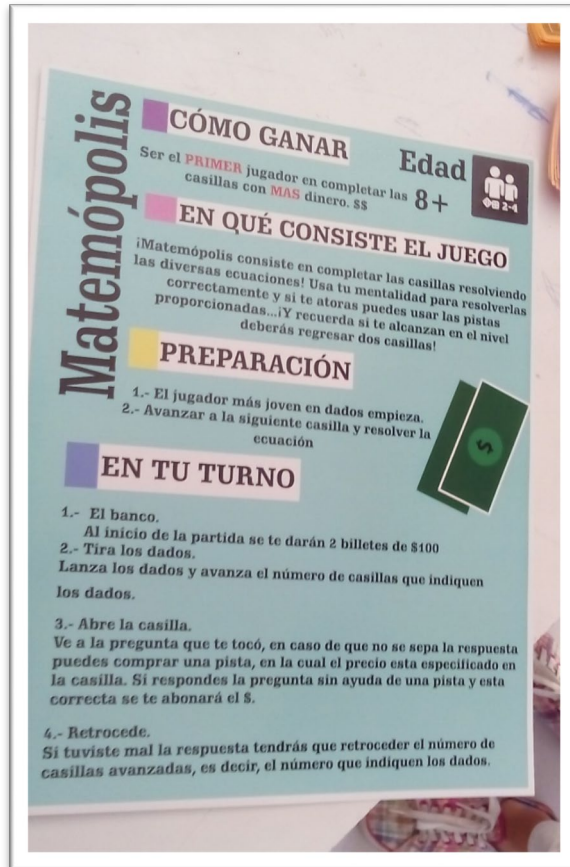 Matemópolis
CÓMO GANAR
Ser el PRIMER jugador en completar las
casillas con MAS dinero. $$
Edad
8+
2-4
EN QUÉ CONSISTE EL JUEGO
¡Matemópolis consiste en completar las casillas resolviendo
las diversas ecuaciones! Usa tu mentalidad para resolverlas
correctamente y si te atoras puedes usar las pistas
proporcionadas...¡Y recuerda si te alcanzan en el nivel
deberás regresar dos casillas!
PREPARACIÓN
1.- El jugador más joven en dados empieza.
2.- Avanzar a la siguiente casilla y resolver la
ecuación
$
EN TU TURNO
1.- El banco.
Al inicio de la partida se te darán 2 billetes de $100
2.- Tira los dados.
Lanza los dados y avanza el número de casillas que indiquen
los dados.
3.- Abre la casilla.
Ve a la pregunta que te tocó, en caso de que no se sepa la respuesta
puedes comprar una pista, en la cual el precio esta especificado en
la casilla. Si respondes la pregunta sin ayuda de una pista y esta
correcta se te abonará el $.
4.- Retrocede.
Si tuviste mal la respuesta tendrás que retroceder el número de
casillas avanzadas, es decir, el número que indiquen los dados.